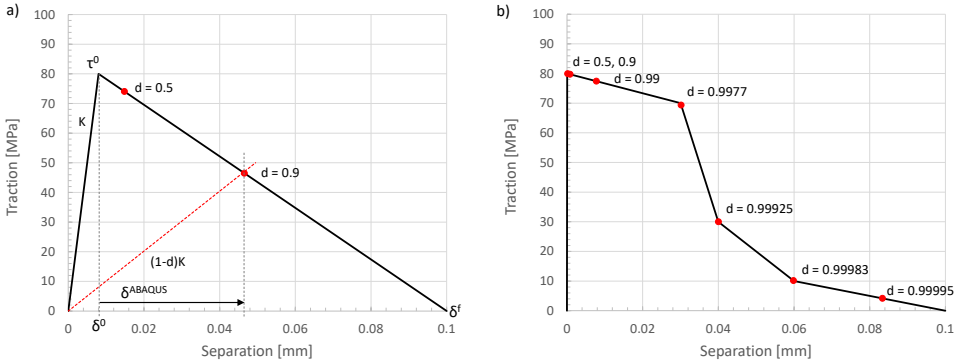 a)
100
90
80
70
60
50
40
30
20
10
0
Traction [MPa]
τ⁰
K
d = 0.5
d = 0.9
(1-d)K
δᴬᴮᴬQᵁˢ
0
0.02
0.04
0.06
0.08
0.1
δ⁰
δᶠ
Separation [mm]
b)
100
90
80
70
60
50
40
30
20
10
0
Traction [MPa]
d = 0.5, 0.9
d = 0.99
d = 0.9977
d = 0.99925
d = 0.99983
d = 0.99995
0
0.02
0.04
0.06
0.08
0.1
Separation [mm]